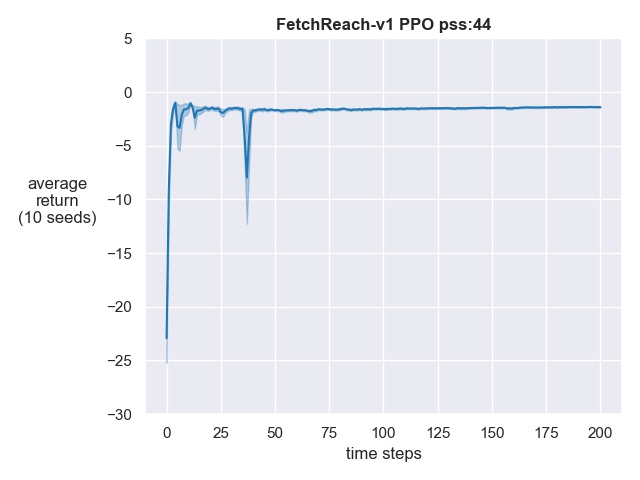 FetchReach-v1 PPO pss:44
5
0
−5
−10
−15
−20
−25
−30
average
return
(10 seeds)
0 25 50 75 100 125 150 175 200
time steps